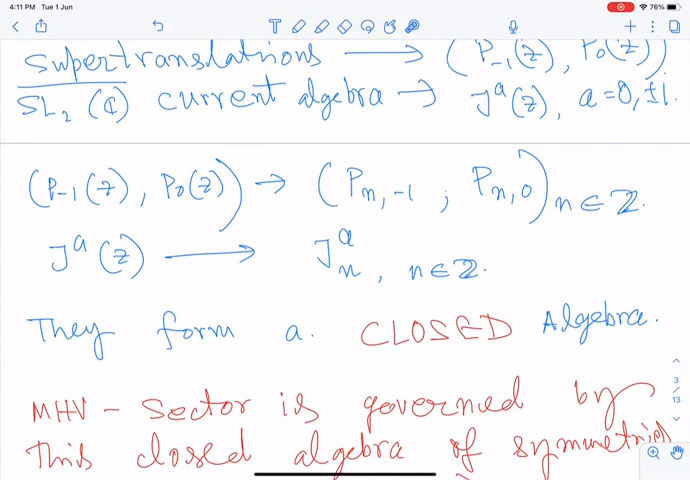 4:11 PM Tue 1 Jun
76%
Supertranslations ⟶ (P₋₁(z), P₀(z))
SL₂(ℂ) current algebra → Jᵃ(z), a=0,±1.
(P₋₁(z), P₀(z)) → (Pₙ,₋₁ , Pₙ,₀)ₙ∈ℤ.
Jᵃ(z) ⟶ Jₙᵃ, n∈ℤ.
They form a. CLOSED Algebra.
3
/
13
MHV - sector is governed by
this closed algebra of symmetries